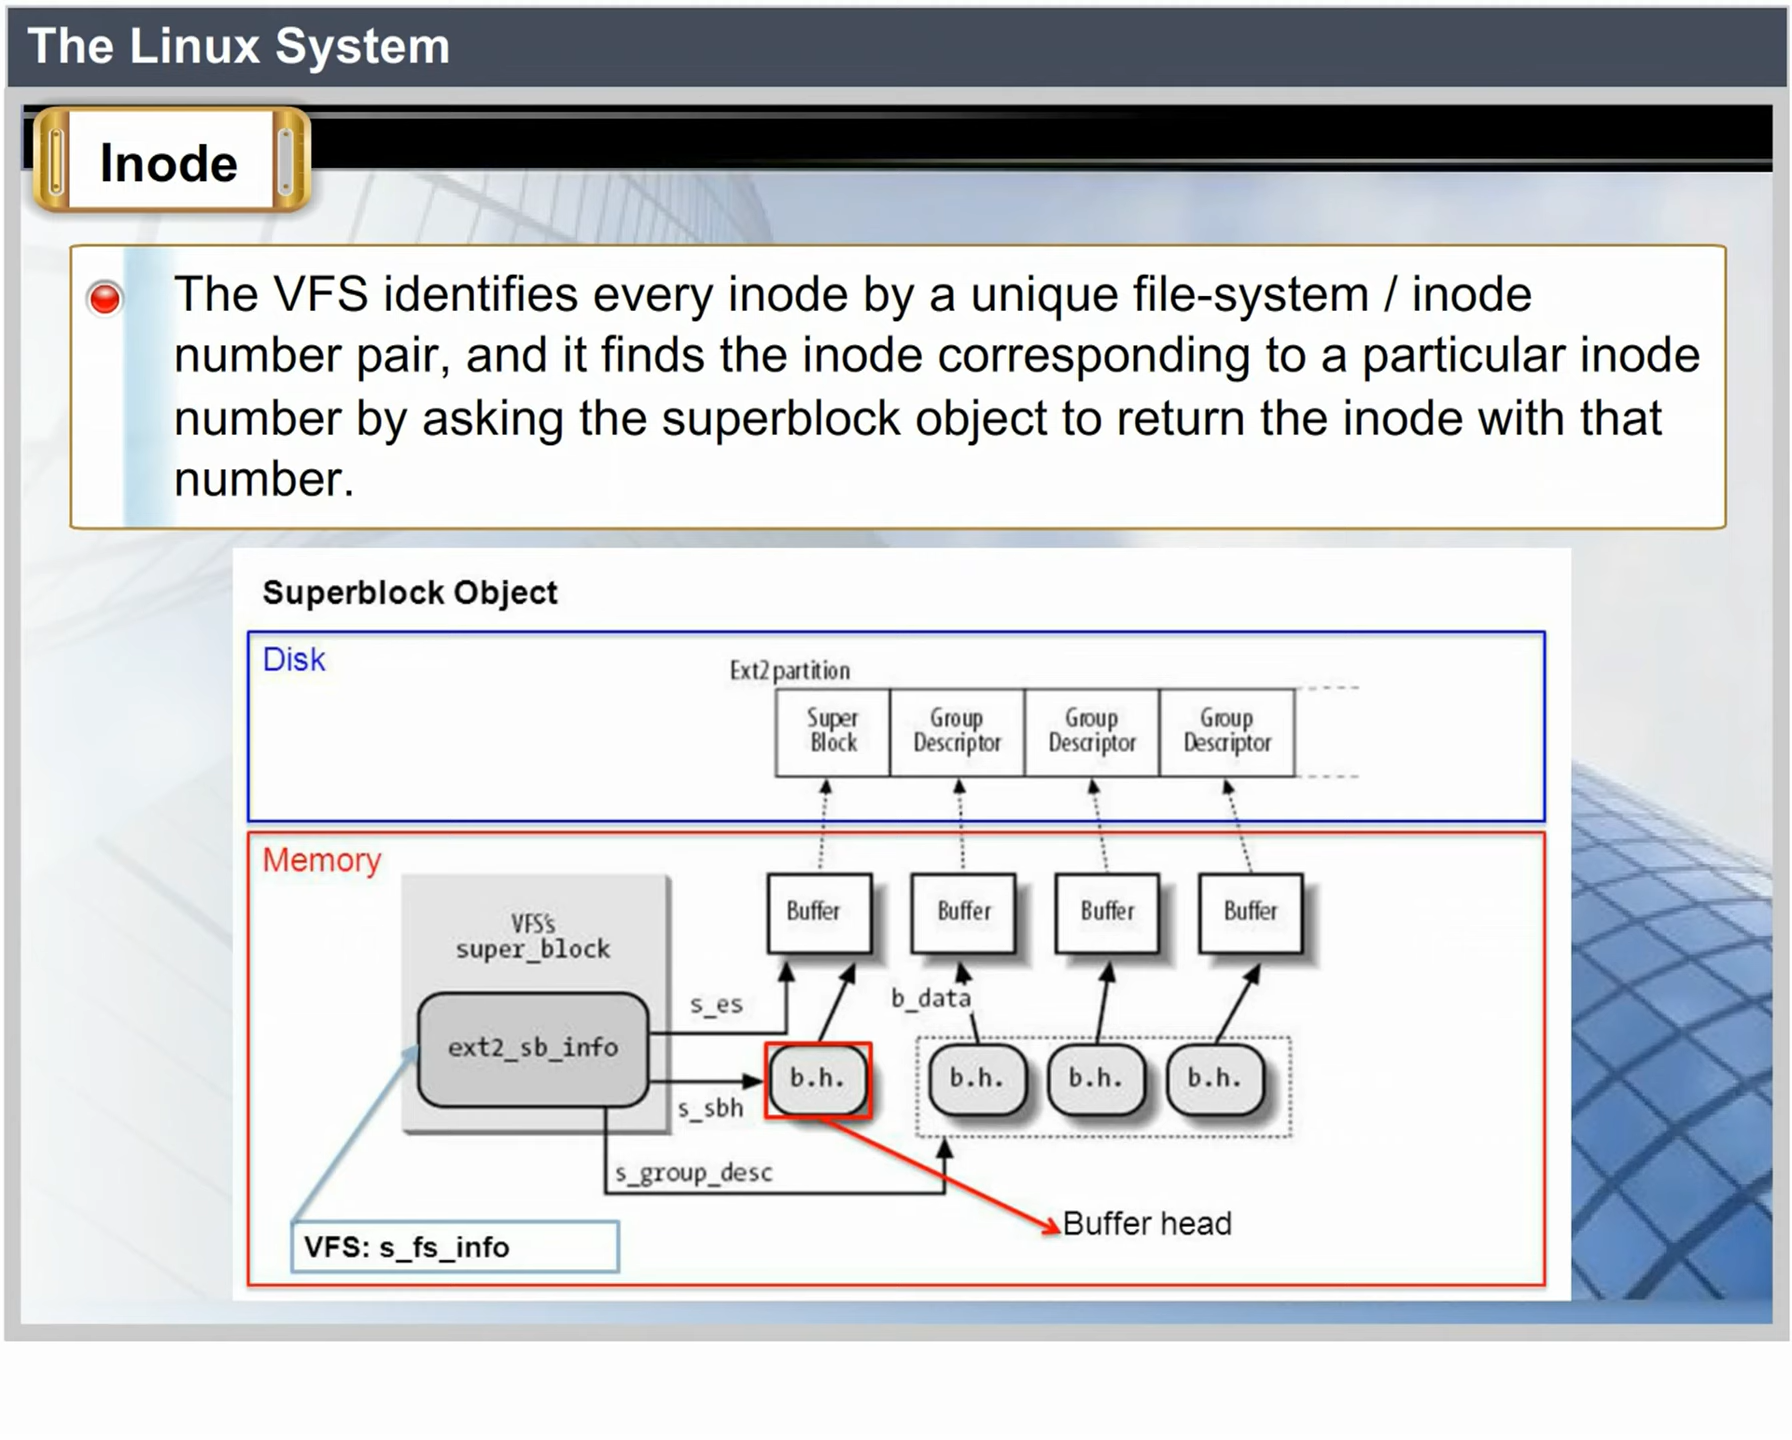 The Linux System
Inode
The VFS identifies every inode by a unique file-system / inode
number pair, and it finds the inode corresponding to a particular inode
number by asking the superblock object to return the inode with that
number.
Superblock Object
Disk
Ext2 partition
Super
Block
Group
Descriptor
Group
Descriptor
Group
Descriptor
Memory
VFS's
super_block
ext2_sb_info
Buffer
Buffer
Buffer
Buffer
s_es
b_data
b.h.
b.h.
b.h.
b.h.
s_sbh
s_group_desc
Buffer head
VFS: s_fs_info